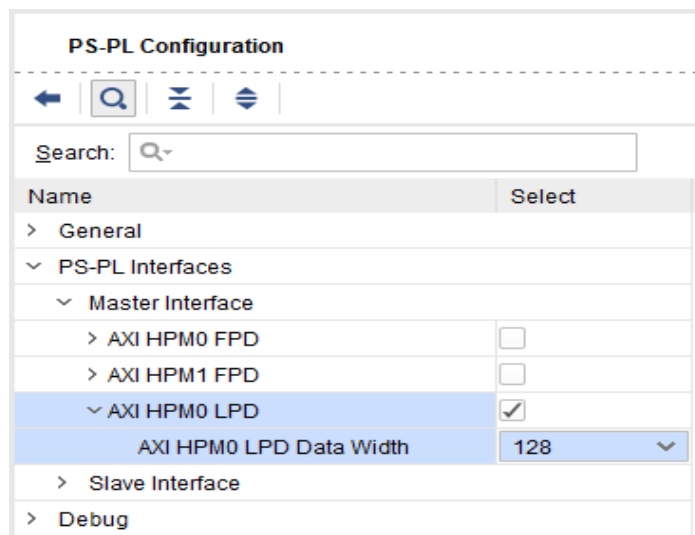 PS-PL Configuration
Search:
Name Select
General
PS-PL Interfaces
Master Interface
AXI HPM0 FPD
AXI HPM1 FPD
AXI HPM0 LPD
AXI HPM0 LPD Data Width 128
Slave Interface
Debug